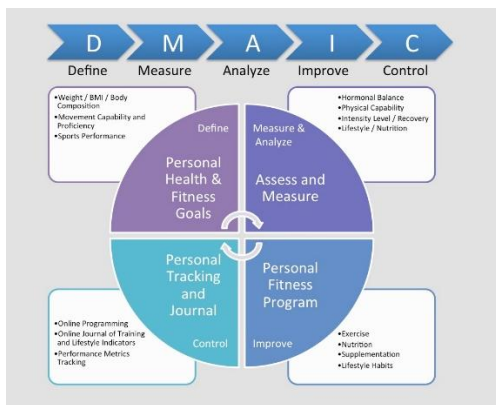 D M A I C
Define Measure Analyze Improve Control
•Weight / BMI / Body
Composition
•Movement Capability and
Proficiency
•Sports Performance
•Hormonal Balance
•Physical Capability
•Intensity Level / Recovery
•Lifestyle / Nutrition
Define
Personal
Health &
Fitness
Goals
Measure &
Analyze
Assess and
Measure
Personal
Tracking
and
Journal
Control
Personal
Fitness
Program
Improve
•Online Programming
•Online Journal of Training
and Lifestyle Indicators
•Performance Metrics
Tracking
•Exercise
•Nutrition
•Supplementation
•Lifestyle Habits